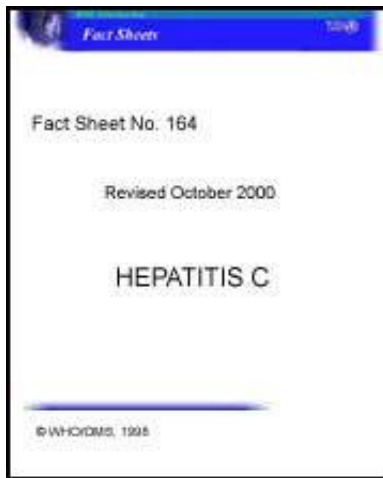 Fact Sheets
Fact Sheet No. 164
Revised October 2000
HEPATITIS C
© WHO/OMS, 1998